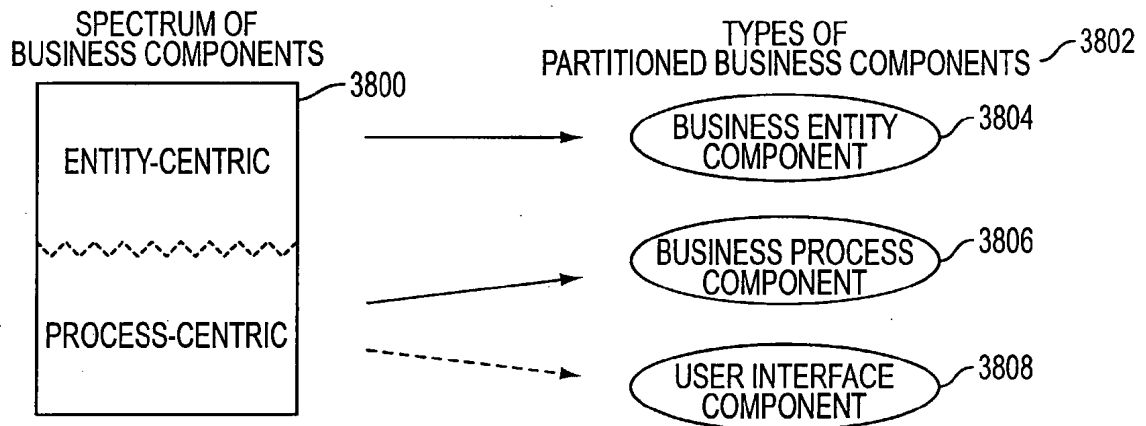 SPECTRUM OF
BUSINESS COMPONENTS
3800
ENTITY-CENTRIC
PROCESS-CENTRIC
TYPES OF
PARTITIONED BUSINESS COMPONENTS
3802
BUSINESS ENTITY
COMPONENT
3804
BUSINESS PROCESS
COMPONENT
3806
USER INTERFACE
COMPONENT
3808